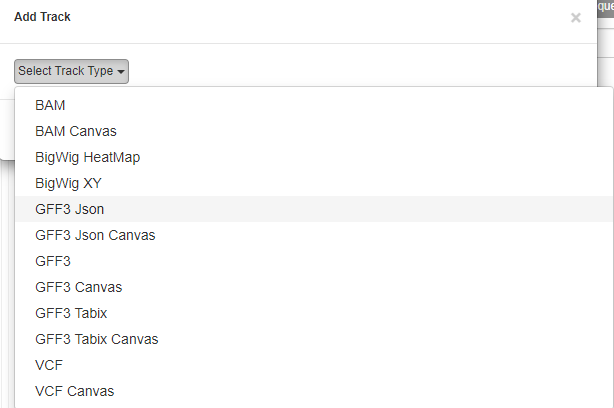 Add Track
×
que
Select Track Type
BAM
BAM Canvas
BigWig HeatMap
BigWig XY
GFF3 Json
GFF3 Json Canvas
GFF3
GFF3 Canvas
GFF3 Tabix
GFF3 Tabix Canvas
VCF
VCF Canvas